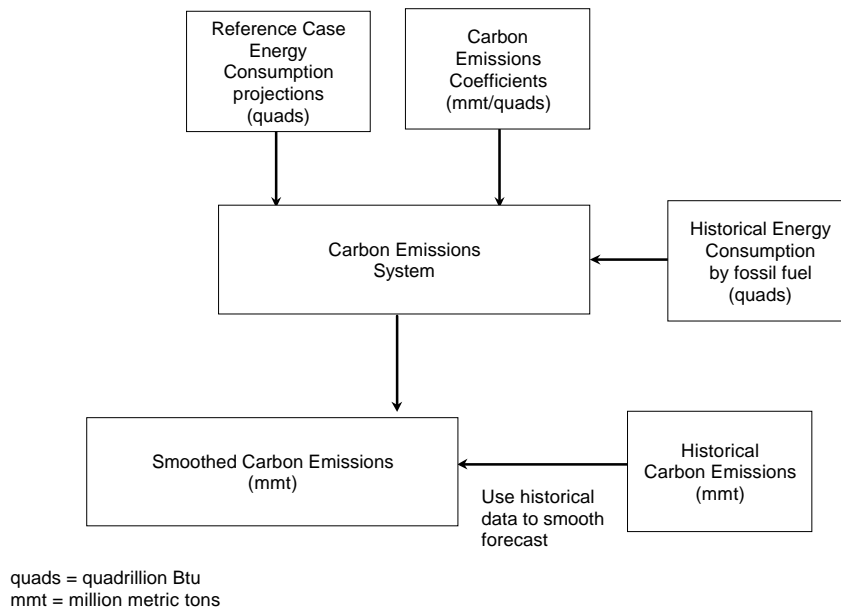 Reference Case
Energy
Consumption
projections
(quads)
Carbon
Emissions
Coefficients
(mmt/quads)
Carbon Emissions
System
Historical Energy
Consumption
by fossil fuel
(quads)
Smoothed Carbon Emissions
(mmt)
Use historical
data to smooth
forecast
Historical
Carbon Emissions
(mmt)
quads = quadrillion Btu
mmt = million metric tons